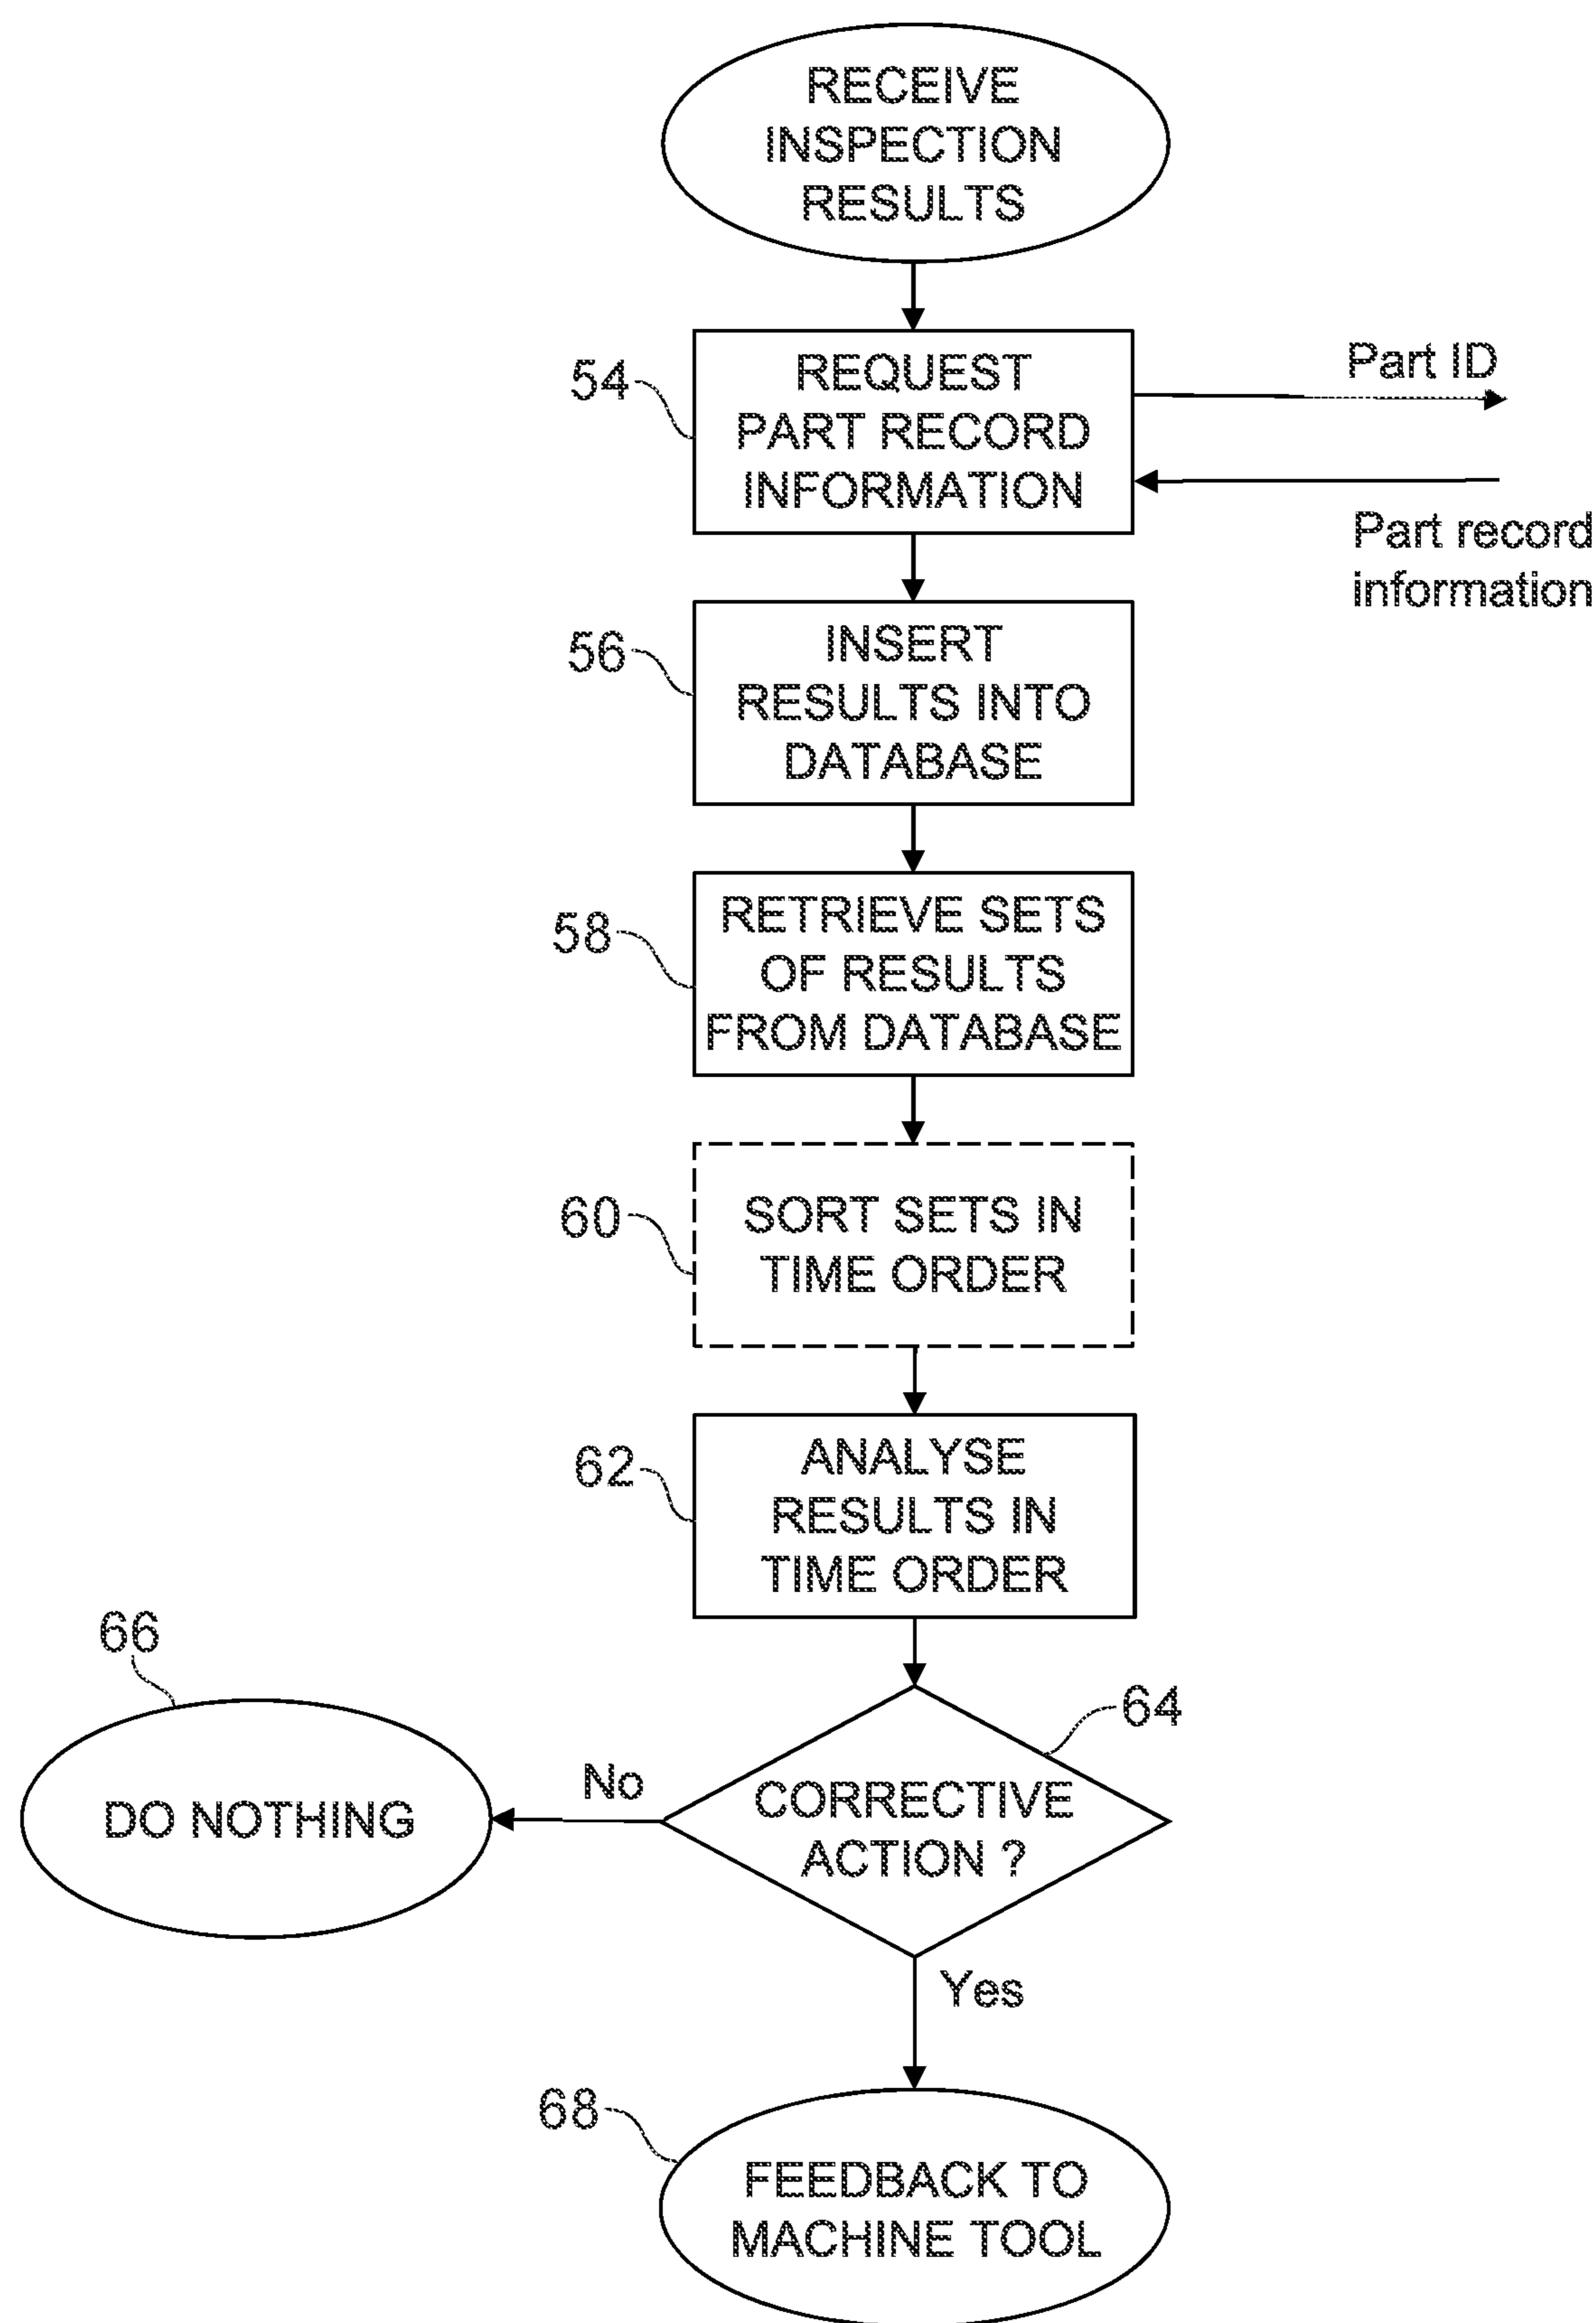 RECEIVE
INSPECTION
RESULTS
54
REQUEST
PART RECORD
INFORMATION
Part ID
Part record
information
56
INSERT
RESULTS INTO
DATABASE
58
RETRIEVE SETS
OF RESULTS
FROM DATABASE
60
SORT SETS IN
TIME ORDER
62
ANALYSE
RESULTS IN
TIME ORDER
66
DO NOTHING
No
64
CORRECTIVE
ACTION ?
Yes
68
FEEDBACK TO
MACHINE TOOL